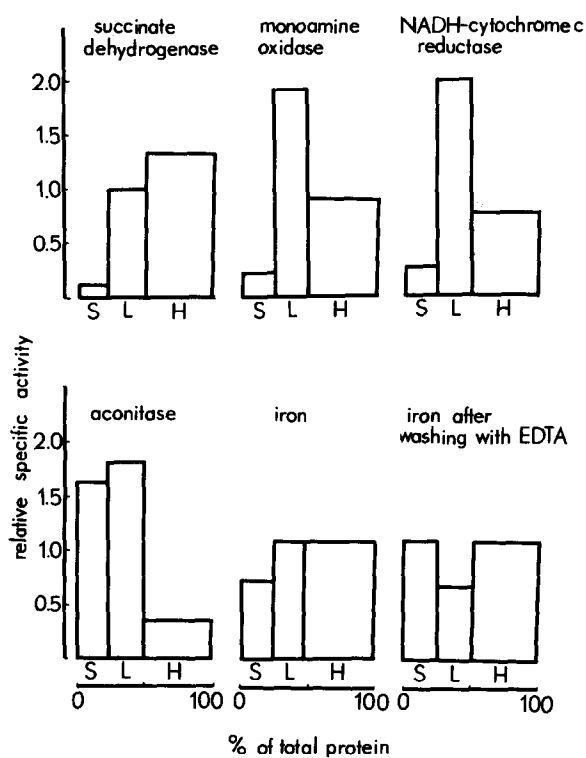 succinate
dehydrogenase
monoamine
oxidase
NADH-cytochrome c
reductase
2.0
1.5
1.0
0.5
S L H
S L H
S L H
relative specific activity
aconitase
iron
iron after
washing with EDTA
2.0
1.5
1.0
0.5
S L H
S L H
S L H
0 100
0 100
0 100
% of total protein